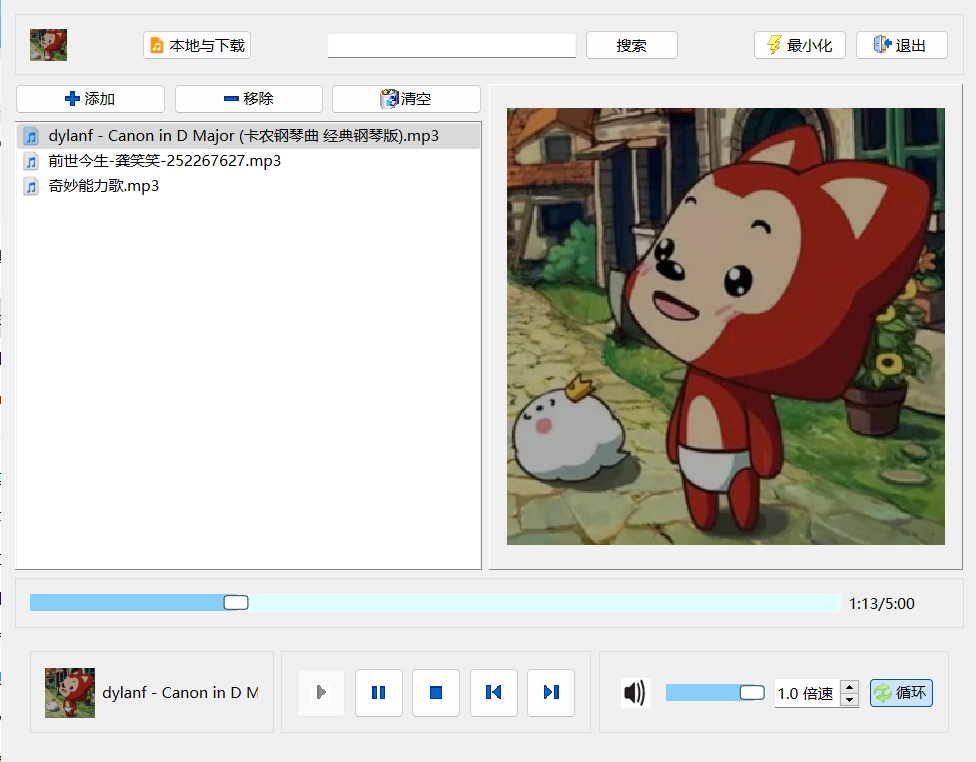 本地与下载
搜索
最小化
退出
添加
移除
清空
dylanf - Canon in D Major (卡农钢琴曲 经典钢琴版).mp3
前世今生-龚笑笑-252267627.mp3
奇妙能力歌.mp3
1:13/5:00
dylanf - Canon in D M
1.0 倍速
循环